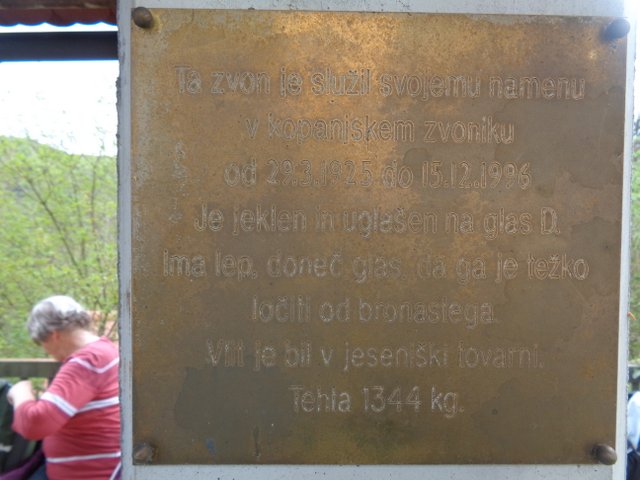 Ta zvon je služil svojemu namenu
v kopanjskem zvoniku
od 29.3.1925 do 15.12.1996
Je jeklen in uglašen na glas D.
Ima lep, doneč glas, da ga je težko
ločiti od bronastega.
Vlit je bil v jeseniški tovarni.
Tehta 1344 kg.